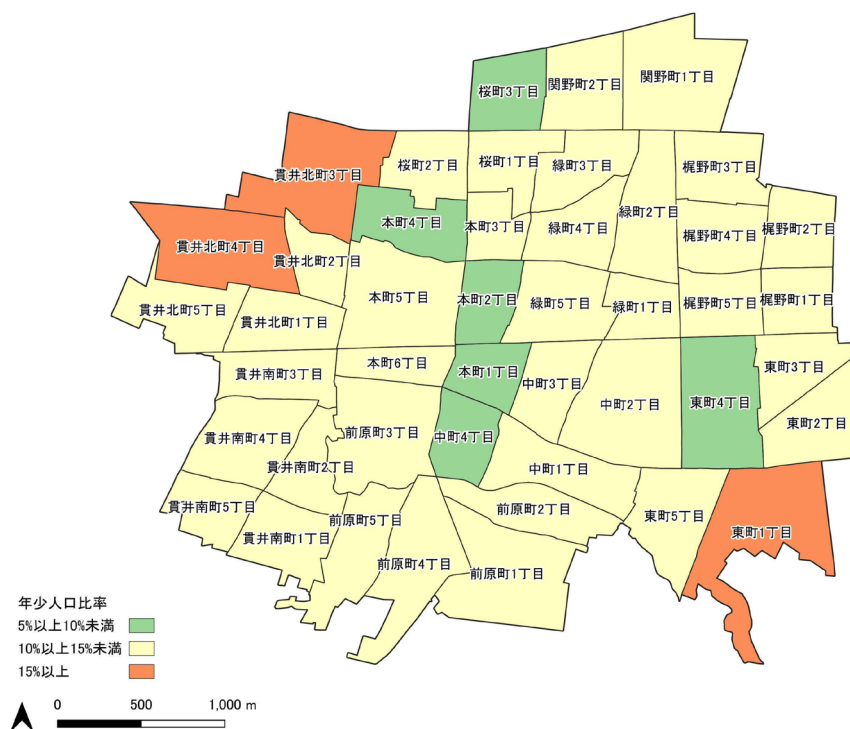 関野町1丁目
関野町2丁目
桜町3丁目
桜町2丁目
桜町1丁目
緑町3丁目
梶野町3丁目
貫井北町3丁目
緑町2丁目
本町4丁目
本町3丁目
緑町4丁目
梶野町4丁目
梶野町2丁目
貫井北町4丁目
貫井北町2丁目
本町5丁目
本町2丁目
緑町5丁目
緑町1丁目
梶野町5丁目
梶野町1丁目
貫井北町5丁目
貫井北町1丁目
本町6丁目
貫井南町3丁目
本町1丁目
中町3丁目
東町3丁目
中町2丁目
東町4丁目
東町2丁目
貫井南町4丁目
前原町3丁目
中町4丁目
貫井南町2丁目
中町1丁目
貫井南町5丁目
前原町5丁目
前原町2丁目
東町5丁目
東町1丁目
貫井南町1丁目
前原町4丁目
前原町1丁目
年少人口比率
5%以上10%未満
10%以上15%未満
15%以上
0 500 1,000 m